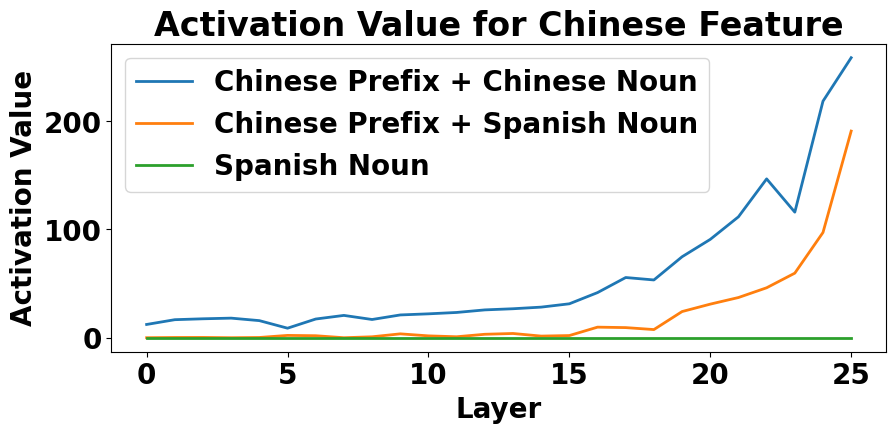 Activation Value for Chinese Feature
Activation Value
200
100
0
Chinese Prefix + Chinese Noun
Chinese Prefix + Spanish Noun
Spanish Noun
0 5 10 15 20 25
Layer